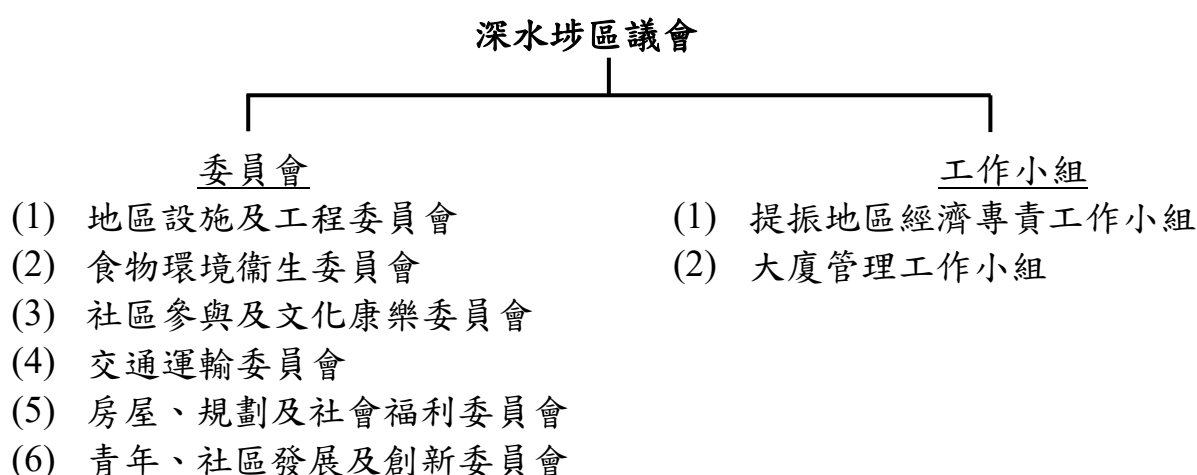 深水埗區議會
委員會
(1) 地區設施及工程委員會
(2) 食物環境衞生委員會
(3) 社區參與及文化康樂委員會
(4) 交通運輸委員會
(5) 房屋、規劃及社會福利委員會
(6) 青年、社區發展及創新委員會
工作小組
(1) 提振地區經濟專責工作小組
(2) 大廈管理工作小組